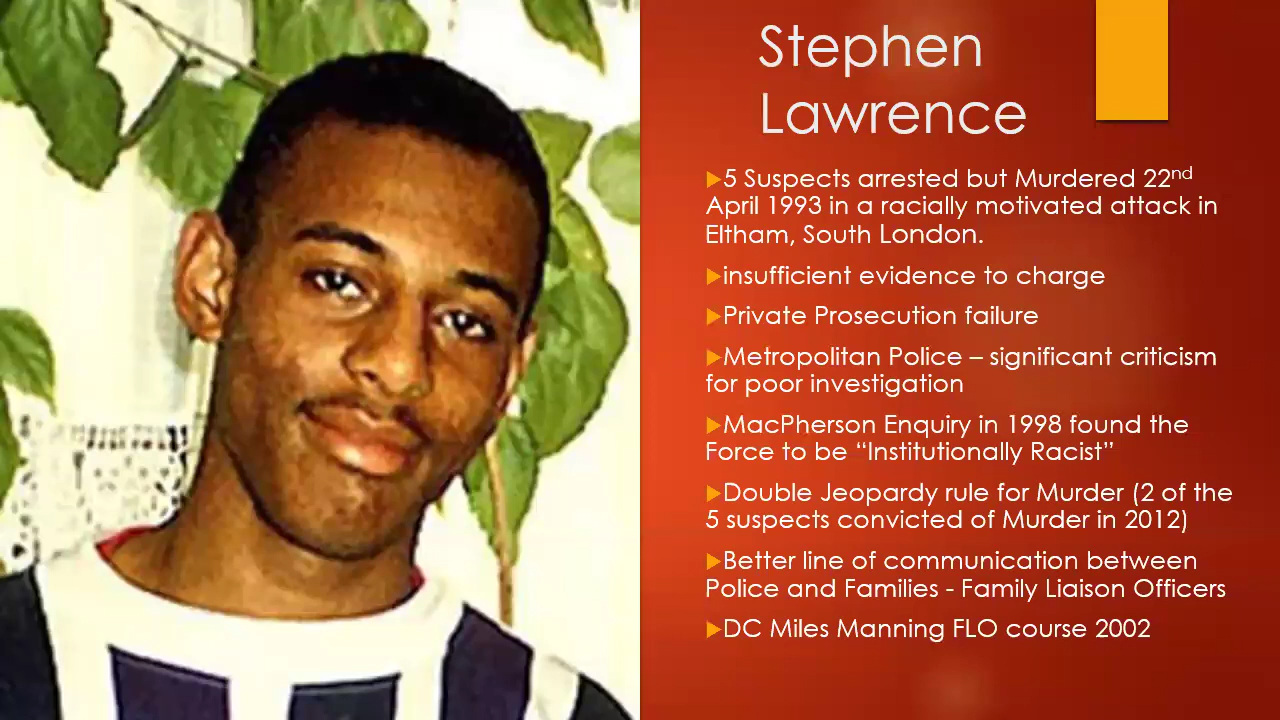 Stephen
Lawrence
▶5 Suspects arrested but Murdered 22nd
April 1993 in a racially motivated attack in
Eltham, South London.
▶insufficient evidence to charge
▶Private Prosecution failure
▶Metropolitan Police – significant criticism
for poor investigation
▶MacPherson Enquiry in 1998 found the
Force to be “Institutionally Racist”
▶Double Jeopardy rule for Murder (2 of the
5 suspects convicted of Murder in 2012)
▶Better line of communication between
Police and Families - Family Liaison Officers
▶DC Miles Manning FLO course 2002